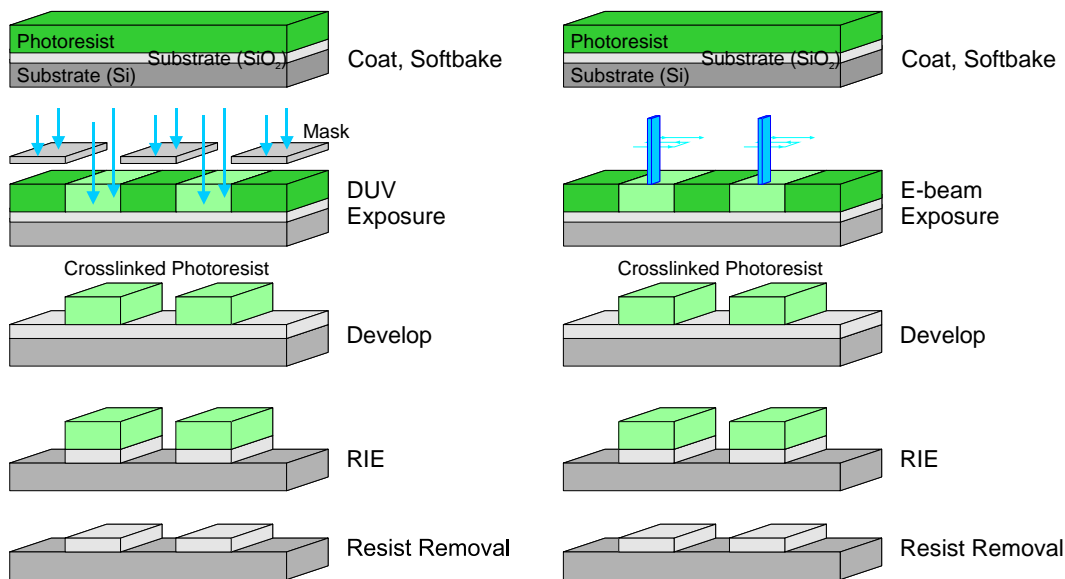 Photoresist
Substrate (SiO2)
Substrate (Si)
Coat, Softbake
Mask
DUV
Exposure
Crosslinked Photoresist
Develop
RIE
Resist Removal
Photoresist
Substrate (SiO2)
Substrate (Si)
Coat, Softbake
E-beam
Exposure
Crosslinked Photoresist
Develop
RIE
Resist Removal